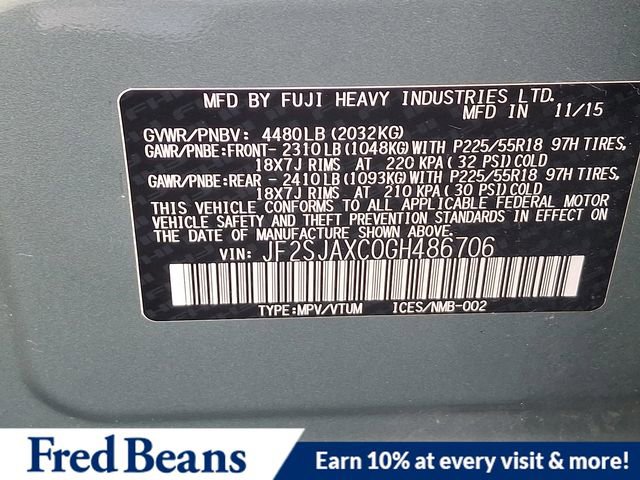 MFD BY FUJI HEAVY INDUSTRIES LTD.
MFD IN 11/15
GVWR/PNBV: 4480LB(2032KG)
GAWR/PNBE:FRONT- 2310LB(1048KG)WITH P225/55R18 97H TIRES,
18X7J RIMS AT 220 KPA(32 PSI)COLD
GAWR/PNBE:REAR - 2410LB(1093KG)WITH P225/55R18 97H TIRES,
18X7J RIMS AT 210 KPA(30 PSI)COLD
THIS VEHICLE CONFORMS TO ALL APPLICABLE FEDERAL MOTOR
VEHICLE SAFETY AND THEFT PREVENTION STANDARDS IN EFFECT ON
THE DATE OF MANUFACTURE SHOWN ABOVE.
VIN: JF2SJAXC0GH486706
TYPE:MPV/VTUM ICES/NMB-002
Fred Beans
Earn 10% at every visit & more!